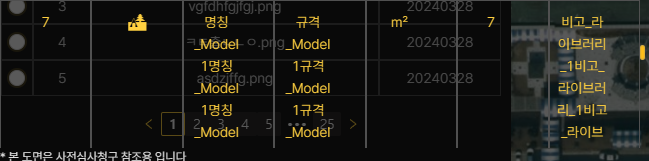 3 vgfdhfgjfgj.png 20240328
7 명칭 규격 m² 7 비고_라
4 20240328
_Model _Model 이브러리
1명칭 1규격 _1비고_
5 asdzjffg.png 20240328
_Model _Model 라이브러
1명칭 1규격 리_1비고
< 1 2 3 4 5 ••• 25 >
_Model _Model _라이브
* 본 도면은 사전심사청구 참조용 입니다